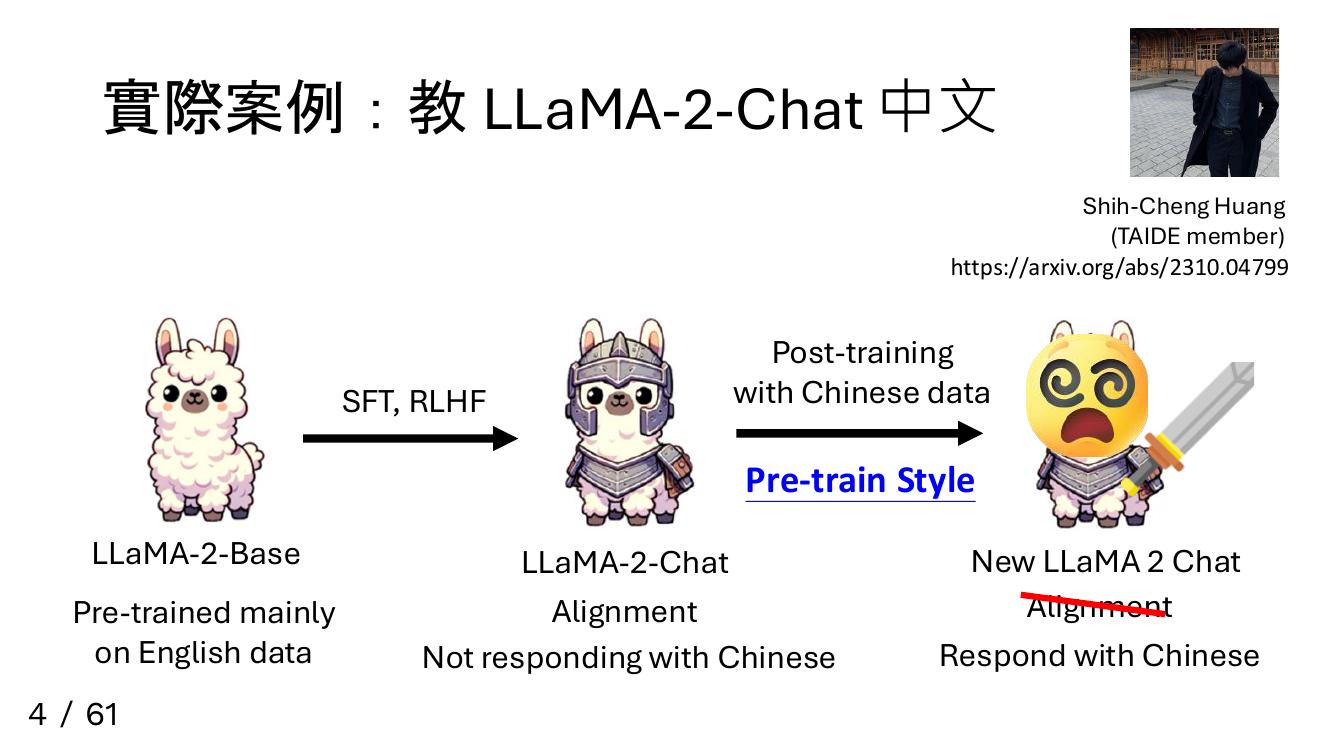 實際案例：教 LLaMA-2-Chat 中文
Shih-Cheng Huang
(TAIDE member)
https://arxiv.org/abs/2310.04799
SFT, RLHF
Post-training
with Chinese data
Pre-train Style
LLaMA-2-Base
Pre-trained mainly
on English data
LLaMA-2-Chat
Alignment
Not responding with Chinese
New LLaMA 2 Chat
Alignment
Respond with Chinese
4 / 61